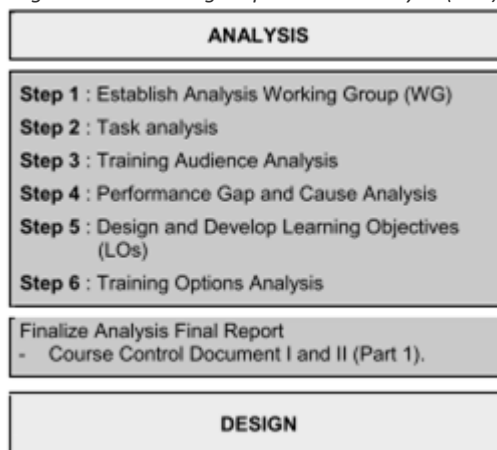 ANALYSIS
Step 1 : Establish Analysis Working Group (WG)
Step 2 : Task analysis
Step 3 : Training Audience Analysis
Step 4 : Performance Gap and Cause Analysis
Step 5 : Design and Develop Learning Objectives
(LOs)
Step 6 : Training Options Analysis
Finalize Analysis Final Report
- Course Control Document I and II (Part 1).
DESIGN